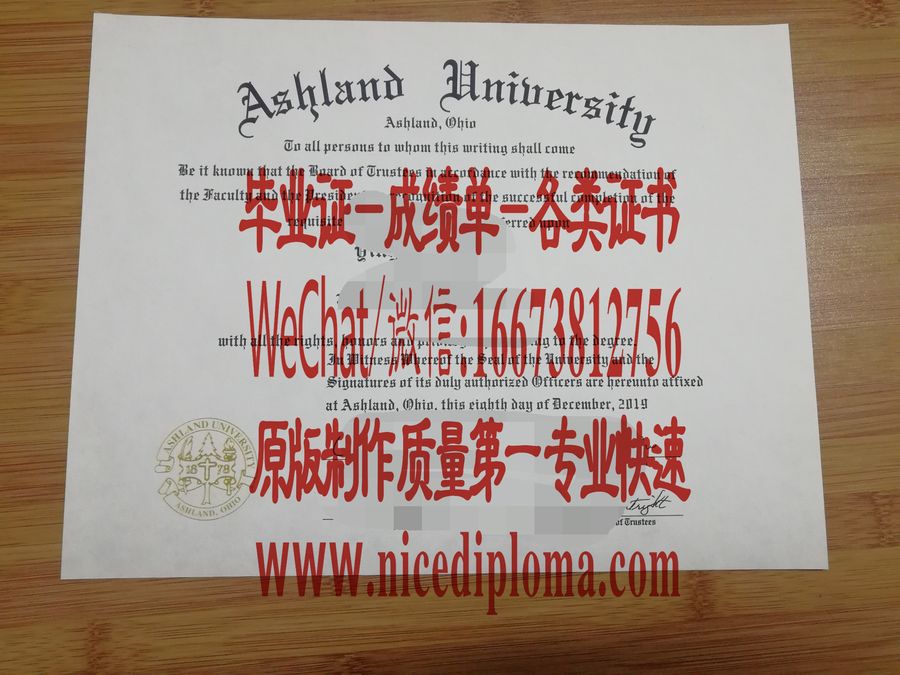 Ashland University
Ashland, Ohio
To all persons to whom this writing shall come
Be it known that the Board of Trustees in accordance with the recommendation of
the Faculty and the President recognition of the successful completion of the
毕业证—成绩单—各类证书
requisite ferred upon
Ying
WeChat/微信:16673812756
with all the rights, honors and to the degree.
In Witness Whereof the Seal of the University and the
Signatures of its duly authorized Officers are hereunto affixed
at Ashland, Ohio, this eighth day of December, 2019
原版制作质量第一专业快速
ASHLAND UNIVERSITY
1878
ASHLAND, OHIO
of Trustees
www.nicediploma.com